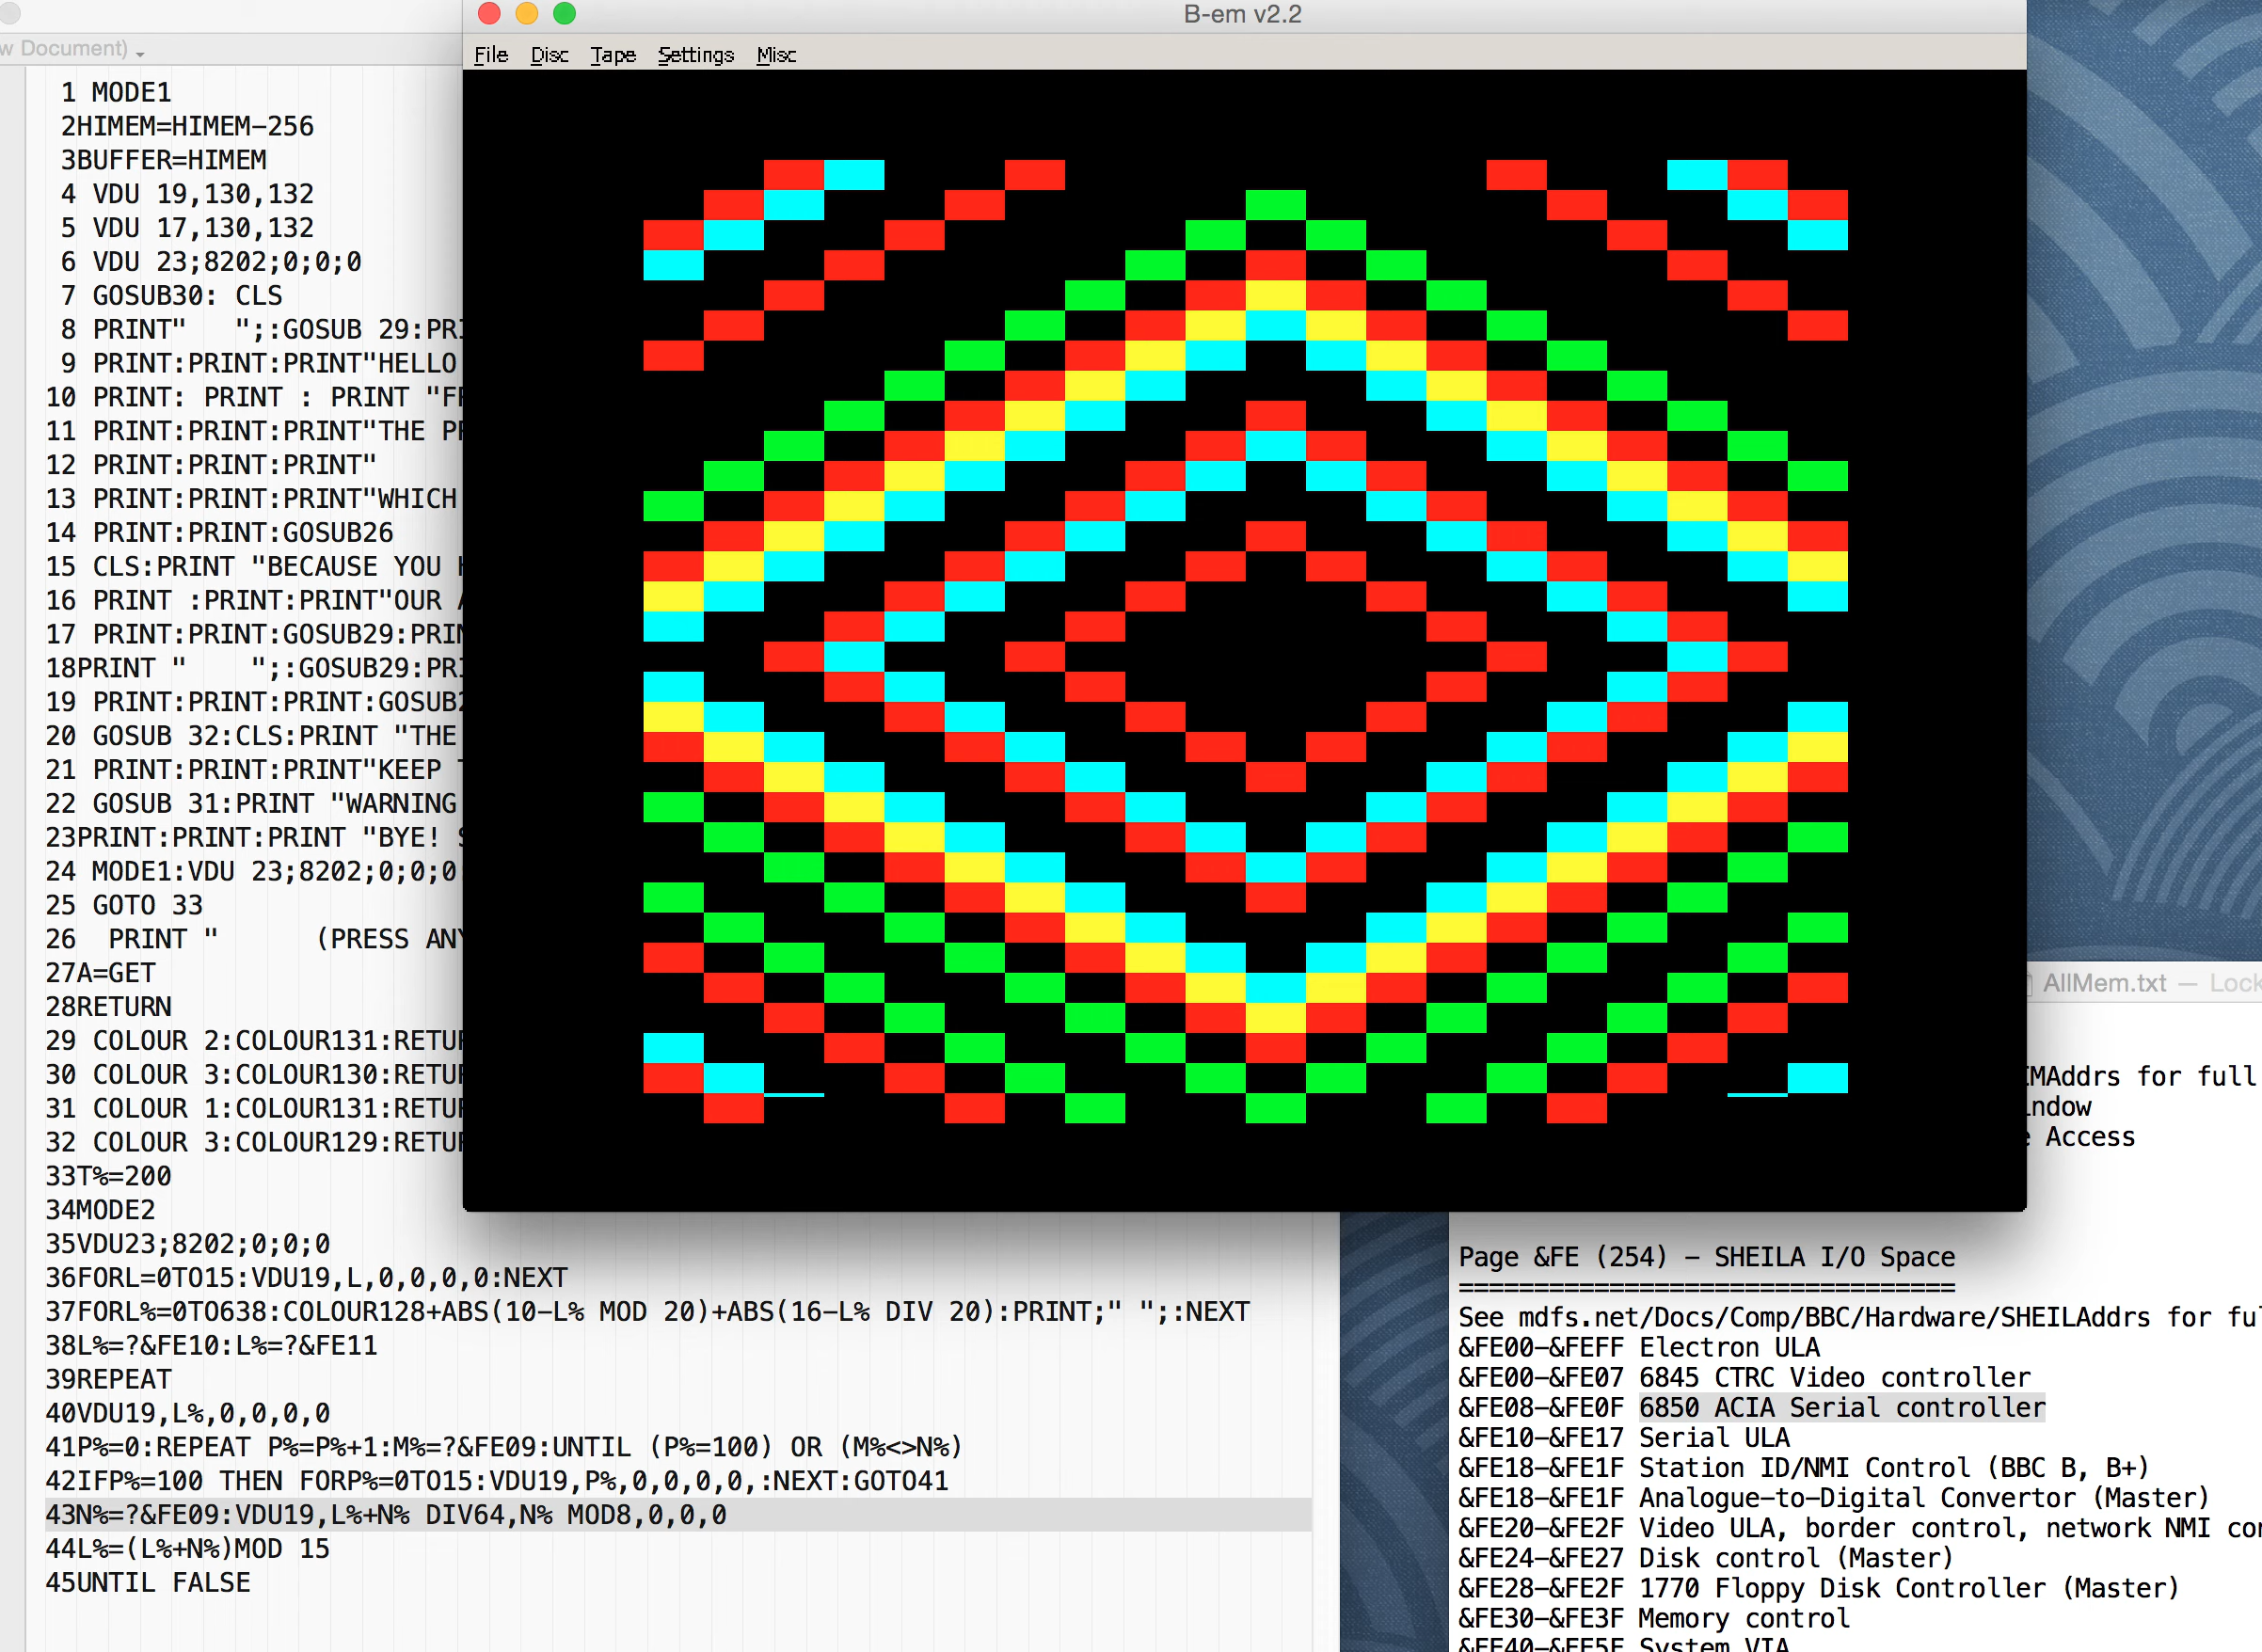 B-em v2.2
File Disc Tape Settings Misc
w Document)
1 MODE1
2HIMEM=HIMEM-256
3BUFFER=HIMEM
4 VDU 19,130,132
5 VDU 17,130,132
6 VDU 23;8202;0;0;0
7 GOSUB30: CLS
8 PRINT"   ";:GOSUB 29:PRI
9 PRINT:PRINT:PRINT"HELLO
10 PRINT: PRINT : PRINT "F
11 PRINT:PRINT:PRINT"THE P
12 PRINT:PRINT:PRINT"
13 PRINT:PRINT:PRINT"WHICH
14 PRINT:PRINT:GOSUB26
15 CLS:PRINT "BECAUSE YOU
16 PRINT :PRINT:PRINT"OUR
17 PRINT:PRINT:GOSUB29:PRIN
18PRINT "    ";:GOSUB29:PRI
19 PRINT:PRINT:PRINT:GOSUB
20 GOSUB 32:CLS:PRINT "THE
21 PRINT:PRINT:PRINT"KEEP
22 GOSUB 31:PRINT "WARNING
23PRINT:PRINT:PRINT "BYE!
24 MODE1:VDU 23;8202;0;0;0
25 GOTO 33
26  PRINT "      (PRESS ANY
27A=GET
28RETURN
29 COLOUR 2:COLOUR131:RETU
30 COLOUR 3:COLOUR130:RETU
31 COLOUR 1:COLOUR131:RETU
32 COLOUR 3:COLOUR129:RETU
33T%=200
34MODE2
35VDU23;8202;0;0;0
36FORL=0TO15:VDU19,L,0,0,0,0:NEXT
37FORL%=0TO638:COLOUR128+ABS(10-L% MOD 20)+ABS(16-L% DIV 20):PRINT;" ";:NEXT
38L%=?&FE10:L%=?&FE11
39REPEAT
40VDU19,L%,0,0,0,0
41P%=0:REPEAT P%=P%+1:M%=?&FE09:UNTIL (P%=100) OR (M%<>N%)
42IFP%=100 THEN FORP%=0TO15:VDU19,P%,0,0,0,0,:NEXT:GOTO41
43N%=?&FE09:VDU19,L%+N% DIV64,N% MOD8,0,0,0
44L%=(L%+N%)MOD 15
45UNTIL FALSE
AllMem.txt — Lock
MAddrs for full
ndow
Access
Page &FE (254) - SHEILA I/O Space
=================================
See mdfs.net/Docs/Comp/BBC/Hardware/SHEILAddrs for fu
&FE00-&FEFF Electron ULA
&FE00-&FE07 6845 CTRC Video controller
&FE08-&FE0F 6850 ACIA Serial controller
&FE10-&FE17 Serial ULA
&FE18-&FE1F Station ID/NMI Control (BBC B, B+)
&FE18-&FE1F Analogue-to-Digital Convertor (Master)
&FE20-&FE2F Video ULA, border control, network NMI co
&FE24-&FE27 Disk control (Master)
&FE28-&FE2F 1770 Floppy Disk Controller (Master)
&FE30-&FE3F Memory control
&FE40-&FE5F System VIA